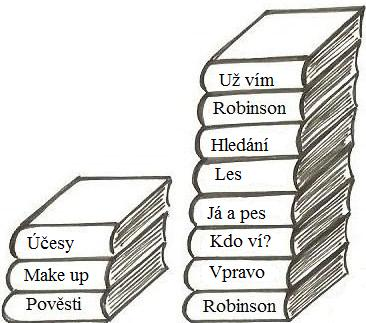 Účesy
Make up
Pověsti
Už vím
Robinson
Hledání
Les
Já a pes
Kdo ví?
Vpravo
Robinson